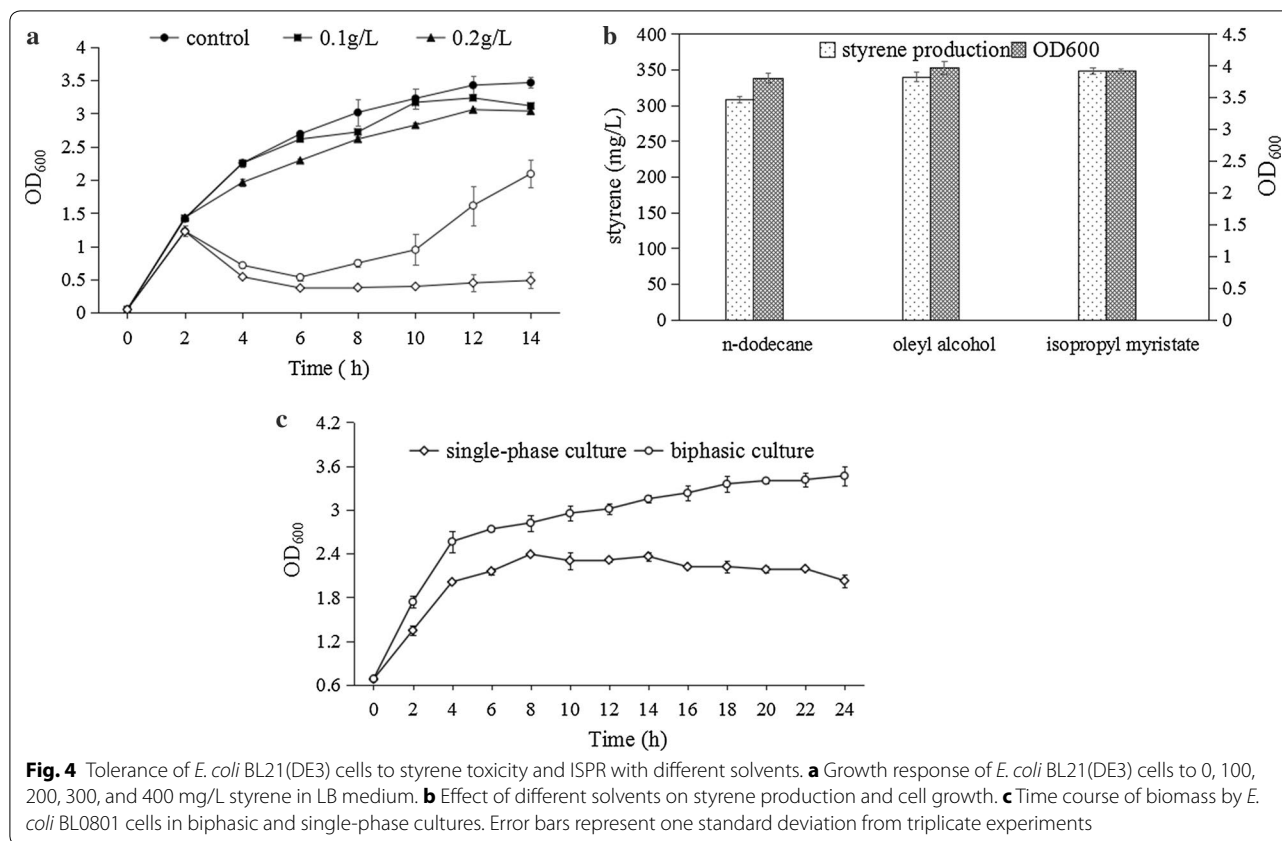 a
control 0.1g/L 0.2g/L
4
3.5
3
2.5
2
1.5
1
0.5
0
OD600
0 2 4 6 8 10 12 14
Time ( h)
b
styrene production OD600
400
350
300
250
200
150
100
50
0
styrene (mg/L)
4.5
4
3.5
3
2.5
2
1.5
1
0.5
0
OD600
n-dodecane oleyl alcohol isopropyl myristate
c
single-phase culture biphasic culture
4.2
3.6
3
2.4
1.8
1.2
0.6
OD600
0 2 4 6 8 10 12 14 16 18 20 22 24
Time (h)
Fig. 4 Tolerance of E. coli BL21(DE3) cells to styrene toxicity and ISPR with different solvents. a Growth response of E. coli BL21(DE3) cells to 0, 100,
200, 300, and 400 mg/L styrene in LB medium. b Effect of different solvents on styrene production and cell growth. c Time course of biomass by E.
coli BL0801 cells in biphasic and single-phase cultures. Error bars represent one standard deviation from triplicate experiments